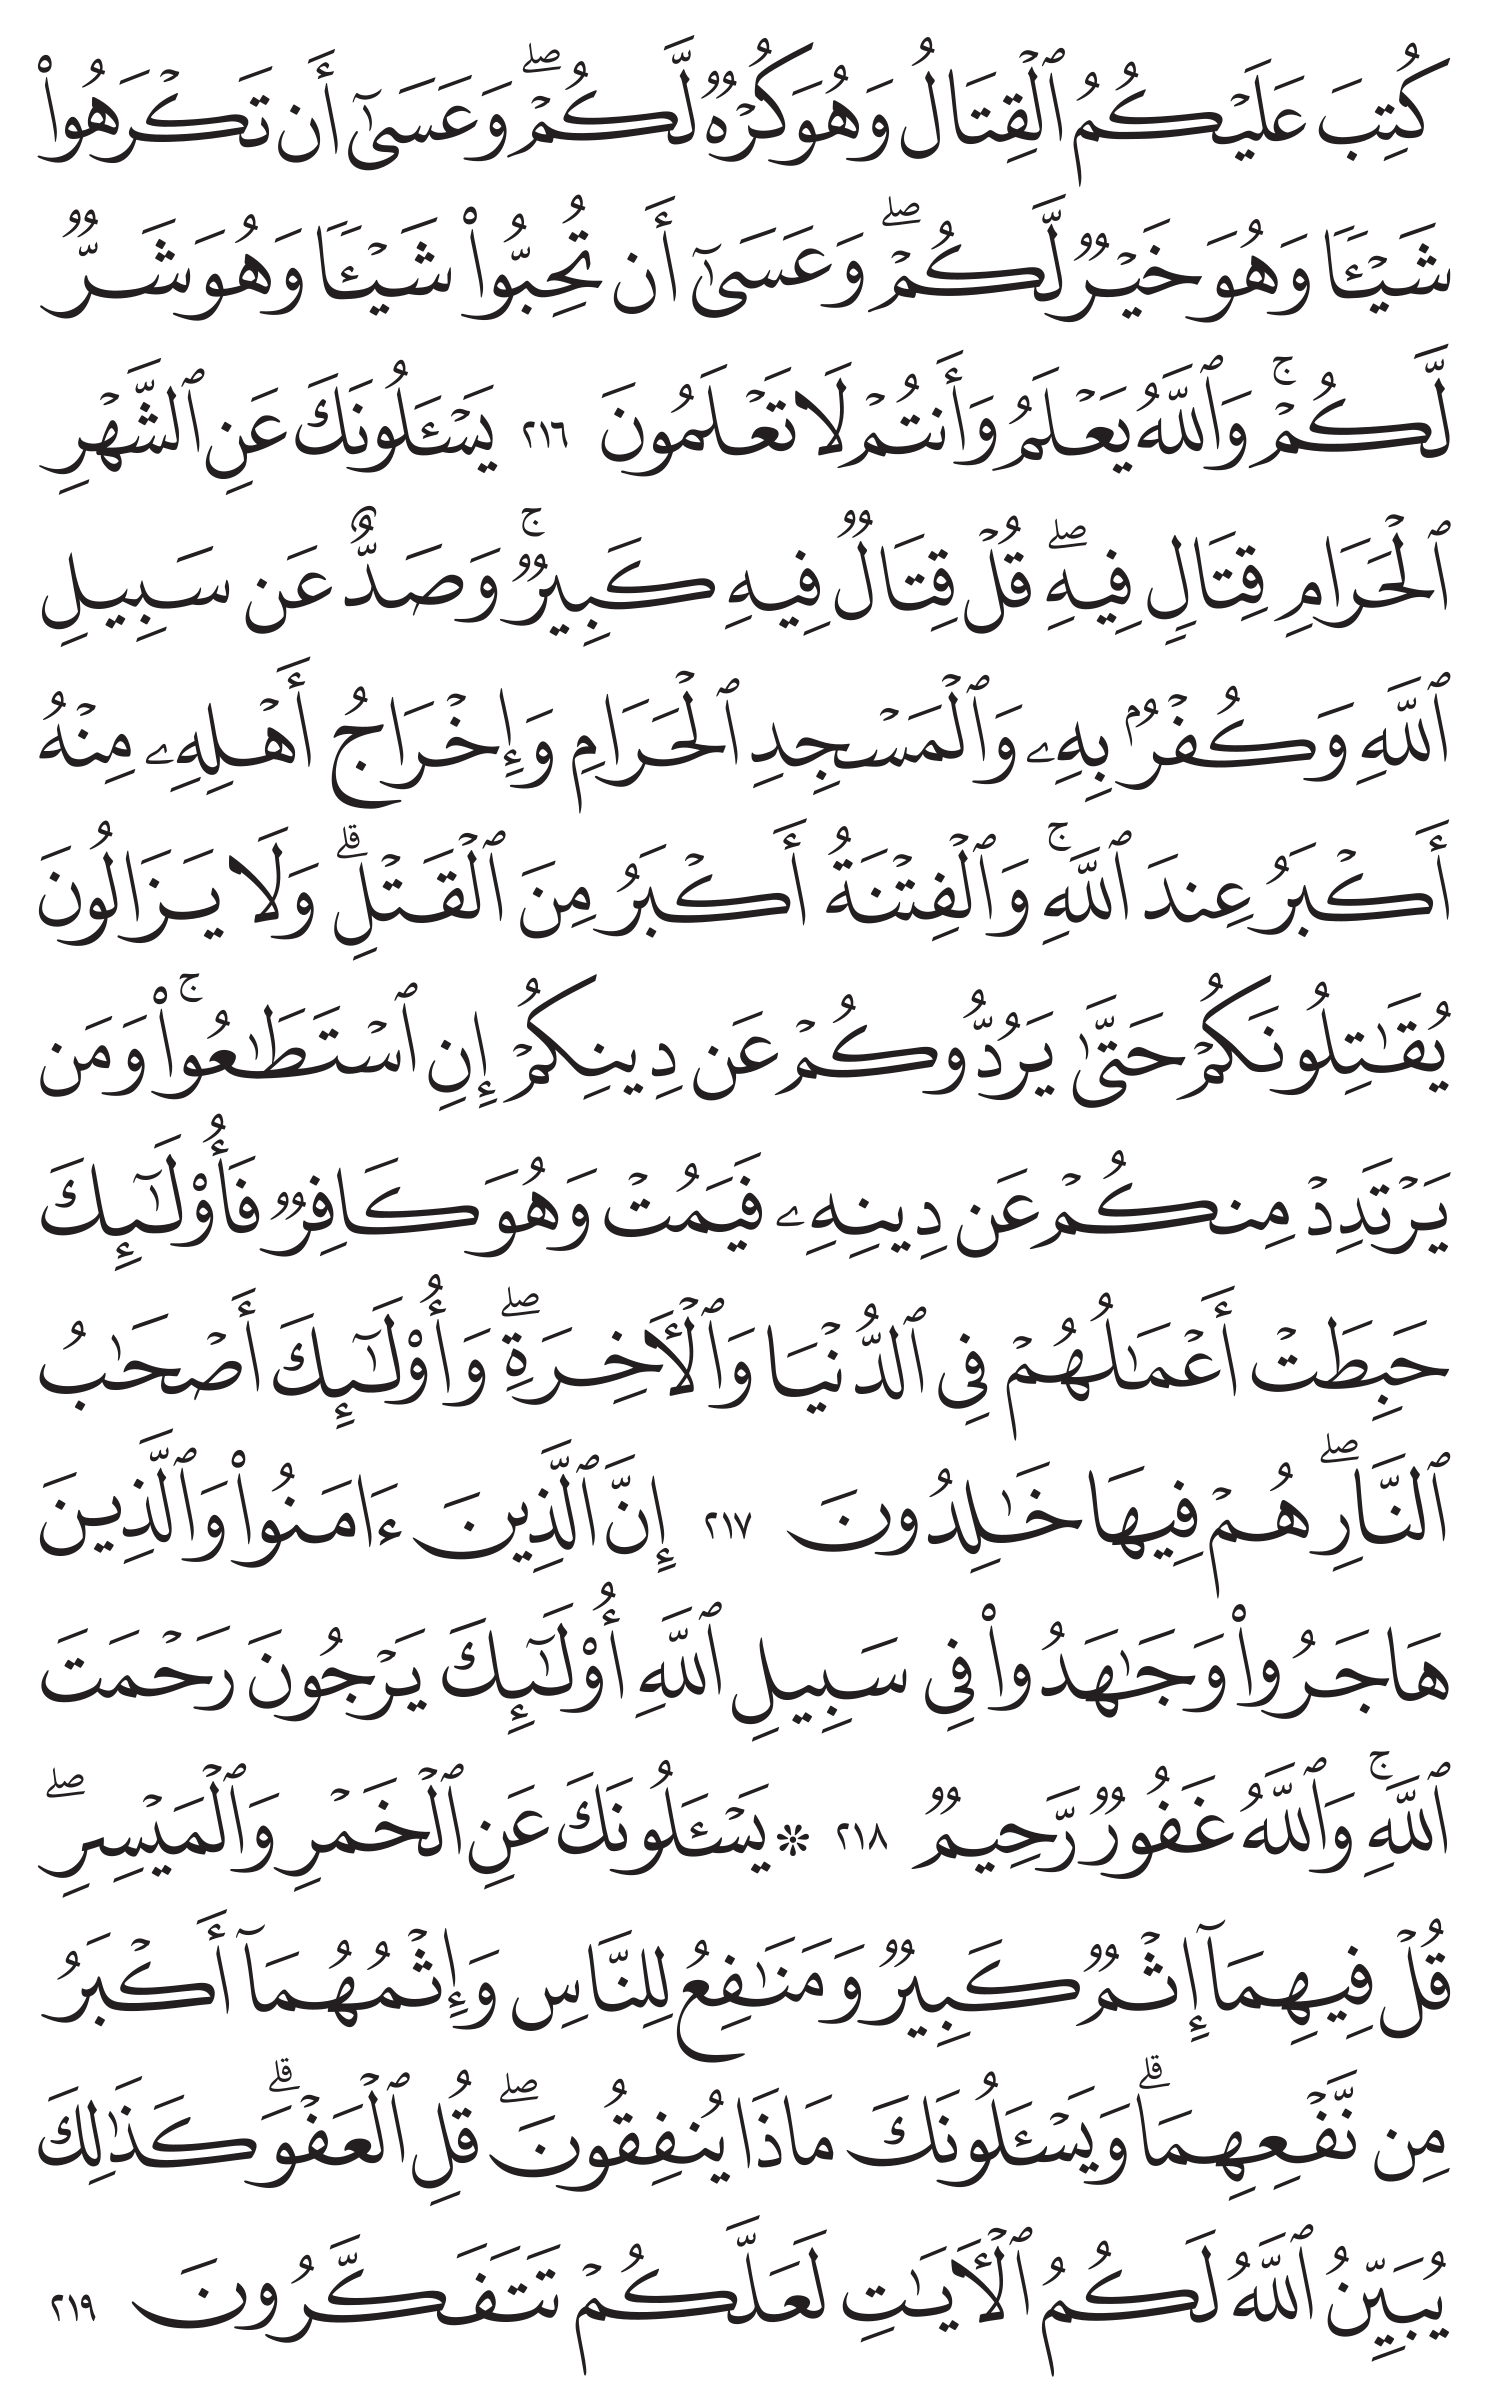 كُتِبَ عَلَيۡكُمُ ٱلۡقِتَالُ وَهُوَ كُرۡهٞ لَّكُمۡۖ وَعَسَىٰٓ أَن تَكۡرَهُواْ
شَيۡـٔٗا وَهُوَ خَيۡرٞ لَّكُمۡۖ وَعَسَىٰٓ أَن تُحِبُّواْ شَيۡـٔٗا وَهُوَ شَرّٞ
لَّكُمۡۚ وَٱللَّهُ يَعۡلَمُ وَأَنتُمۡ لَا تَعۡلَمُونَ ٢١٦ يَسۡـَٔلُونَكَ عَنِ ٱلشَّهۡرِ
ٱلۡحَرَامِ قِتَالٖ فِيهِۖ قُلۡ قِتَالٞ فِيهِ كَبِيرٞۚ وَصَدٌّ عَن سَبِيلِ
ٱللَّهِ وَكُفۡرُۢ بِهِۦ وَٱلۡمَسۡجِدِ ٱلۡحَرَامِ وَإِخۡرَاجُ أَهۡلِهِۦ مِنۡهُ
أَكۡبَرُ عِندَ ٱللَّهِۚ وَٱلۡفِتۡنَةُ أَكۡبَرُ مِنَ ٱلۡقَتۡلِۗ وَلَا يَزَالُونَ
يُقَٰتِلُونَكُمۡ حَتَّىٰ يَرُدُّوكُمۡ عَن دِينِكُمۡ إِنِ ٱسۡتَطَٰعُواْۚ وَمَن
يَرۡتَدِدۡ مِنكُمۡ عَن دِينِهِۦ فَيَمُتۡ وَهُوَ كَافِرٞ فَأُوْلَٰٓئِكَ
حَبِطَتۡ أَعۡمَٰلُهُمۡ فِي ٱلدُّنۡيَا وَٱلۡأٓخِرَةِۖ وَأُوْلَٰٓئِكَ أَصۡحَٰبُ
ٱلنَّارِۖ هُمۡ فِيهَا خَٰلِدُونَ ٢١٧ إِنَّ ٱلَّذِينَ ءَامَنُواْ وَٱلَّذِينَ
هَاجَرُواْ وَجَٰهَدُواْ فِي سَبِيلِ ٱللَّهِ أُوْلَٰٓئِكَ يَرۡجُونَ رَحۡمَتَ
ٱللَّهِۚ وَٱللَّهُ غَفُورٞ رَّحِيمٞ ٢١٨ ۞ يَسۡـَٔلُونَكَ عَنِ ٱلۡخَمۡرِ وَٱلۡمَيۡسِرِۖ
قُلۡ فِيهِمَآ إِثۡمٞ كَبِيرٞ وَمَنَٰفِعُ لِلنَّاسِ وَإِثۡمُهُمَآ أَكۡبَرُ
مِن نَّفۡعِهِمَاۗ وَيَسۡـَٔلُونَكَ مَاذَا يُنفِقُونَۖ قُلِ ٱلۡعَفۡوَۗ كَذَٰلِكَ
يُبَيِّنُ ٱللَّهُ لَكُمُ ٱلۡأٓيَٰتِ لَعَلَّكُمۡ تَتَفَكَّرُونَ ٢١٩